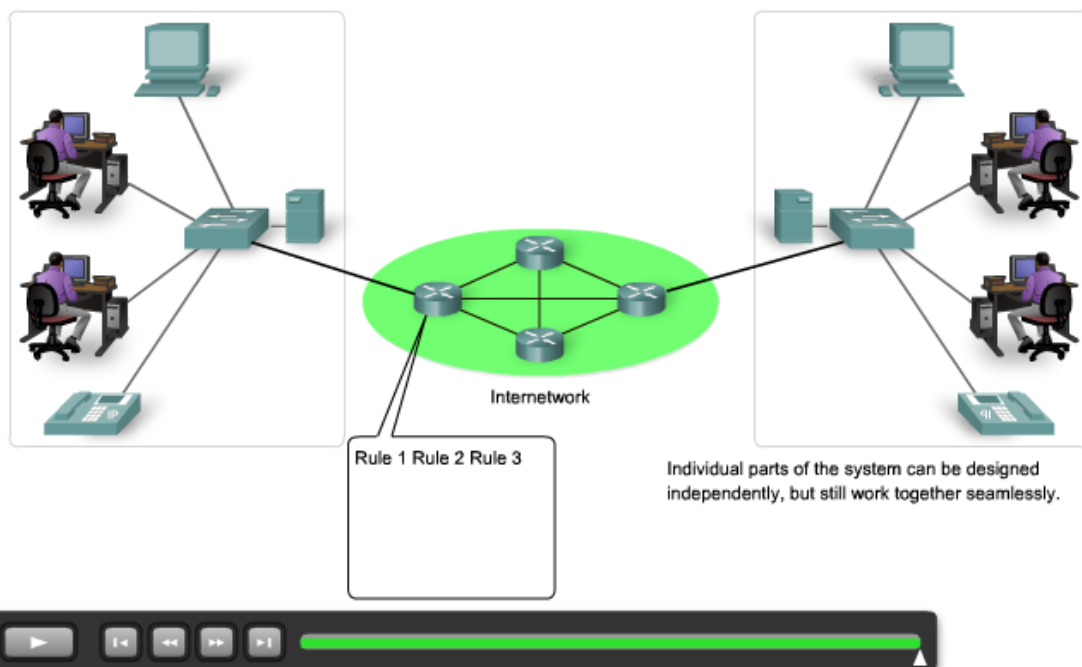 Internetwork
Rule 1 Rule 2 Rule 3
Individual parts of the system can be designed
independently, but still work together seamlessly.